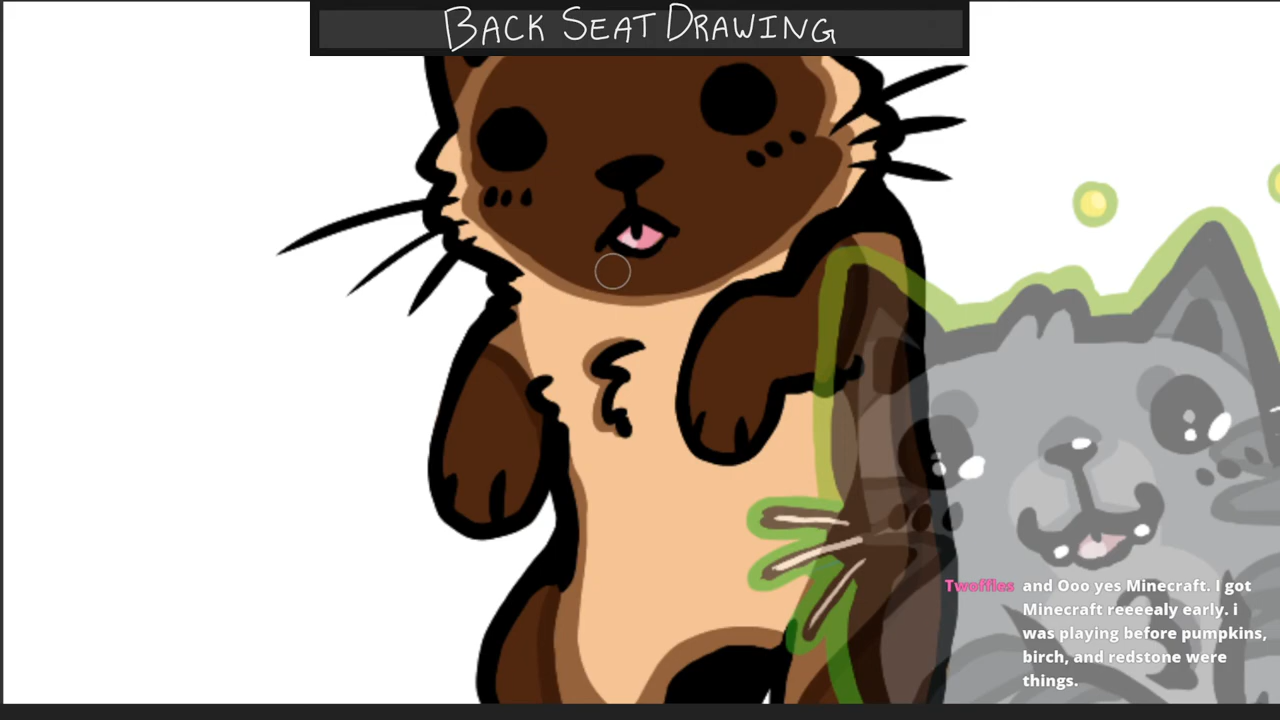 BACK SEAT DRAWING
Twoffles and Ooo yes Minecraft. I got
Minecraft reeeealy early. i
was playing before pumpkins,
birch, and redstone were
things.